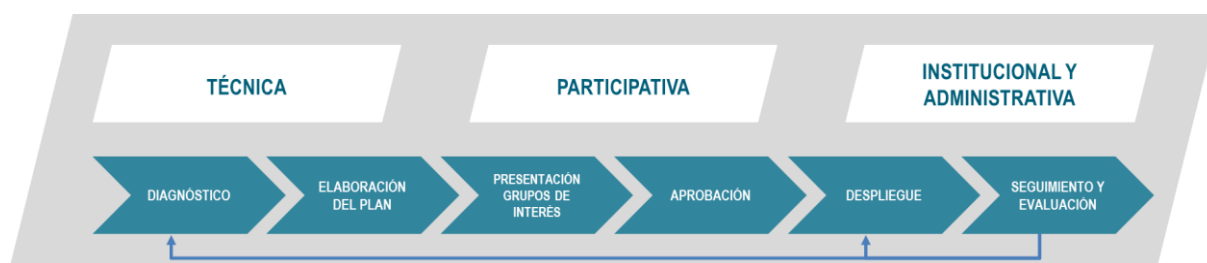 TÉCNICA
PARTICIPATIVA
INSTITUCIONAL Y
ADMINISTRATIVA
DIAGNÓSTICO
ELABORACIÓN
DEL PLAN
PRESENTACIÓN
GRUPOS DE
INTERÉS
APROBACIÓN
DESPLIEGUE
SEGUIMIENTO Y
EVALUACIÓN